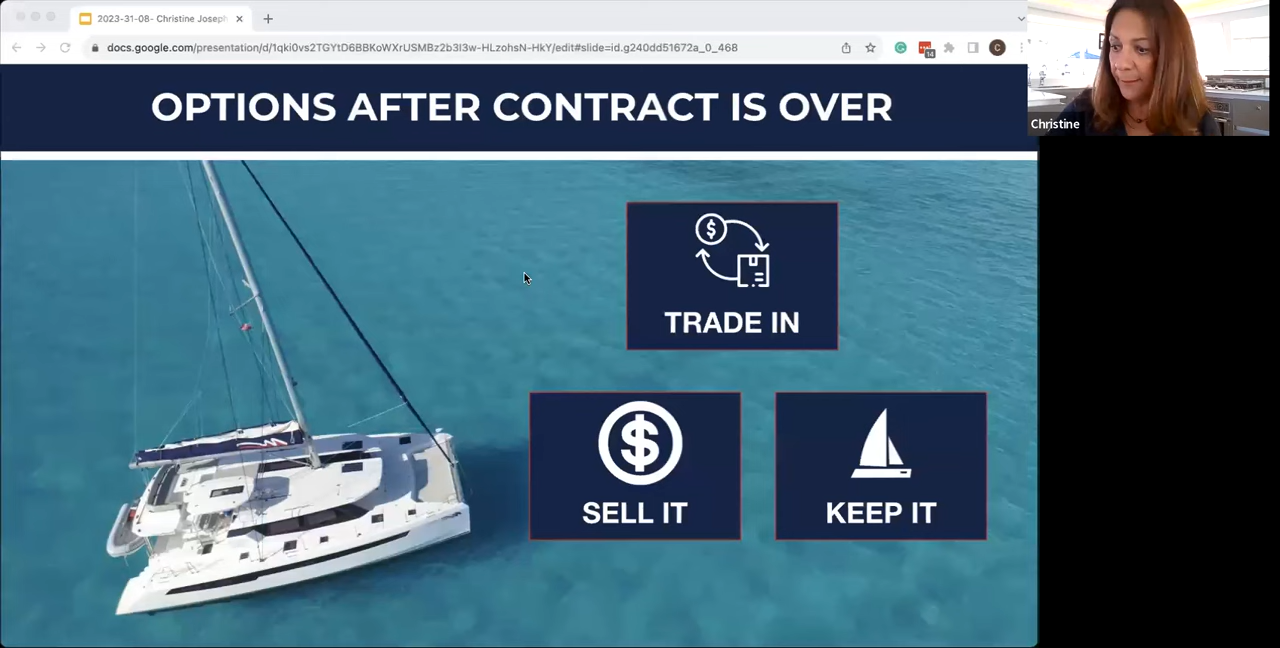 2023-31-08- Christine Joseph
docs.google.com/presentation/d/1qki0vs2TGYtD6BBKoWXrUSMBz2b3I3w-HLzohsN-HkY/edit#slide=id.g240dd51672a_0_468
14
C
Christine
OPTIONS AFTER CONTRACT IS OVER
$
TRADE IN
$
SELL IT
KEEP IT